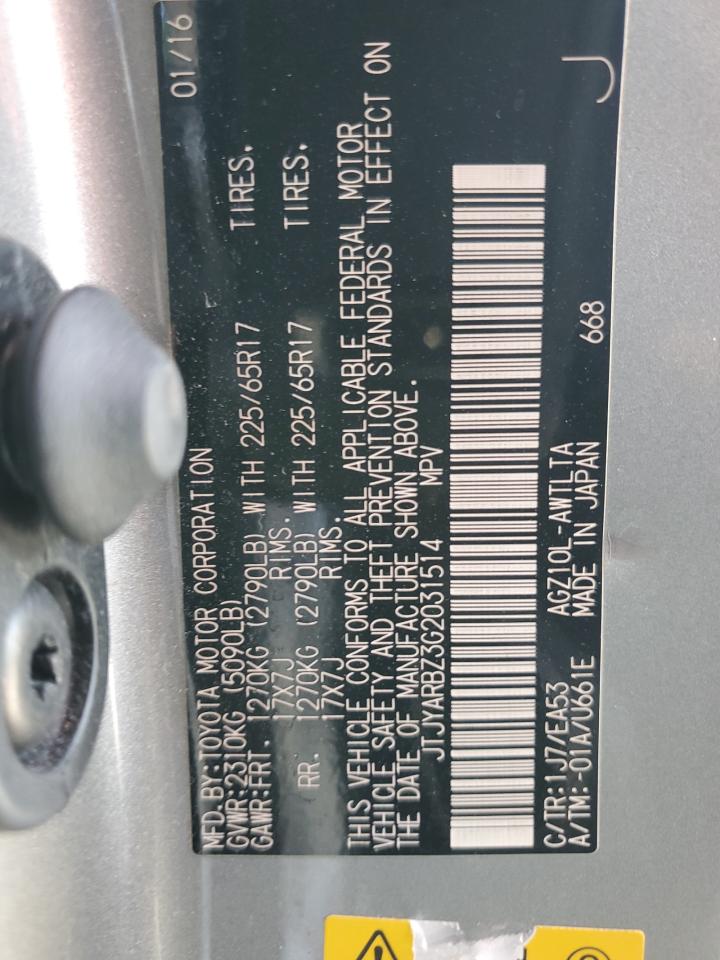 MFD.BY:TOYOTA MOTOR CORPORATION 01/16
GVWR:2310KG (5090LB)
GAWR:FRT. 1270KG (2790LB) WITH 225/65R17 TIRES.
17X7J RIMS.
RR. 1270KG (2790LB) WITH 225/65R17 TIRES.
17X7J RIMS.
THIS VEHICLE CONFORMS TO ALL APPLICABLE FEDERAL MOTOR
VEHICLE SAFETY AND THEFT PREVENTION STANDARDS IN EFFECT ON
THE DATE OF MANUFACTURE SHOWN ABOVE.
JTJYARBZ3G2031514 MPV
C/TR:1J7/EA53 AGZ10L-AWTLTA
A/TM:-01A/U661E MADE IN JAPAN 668 J